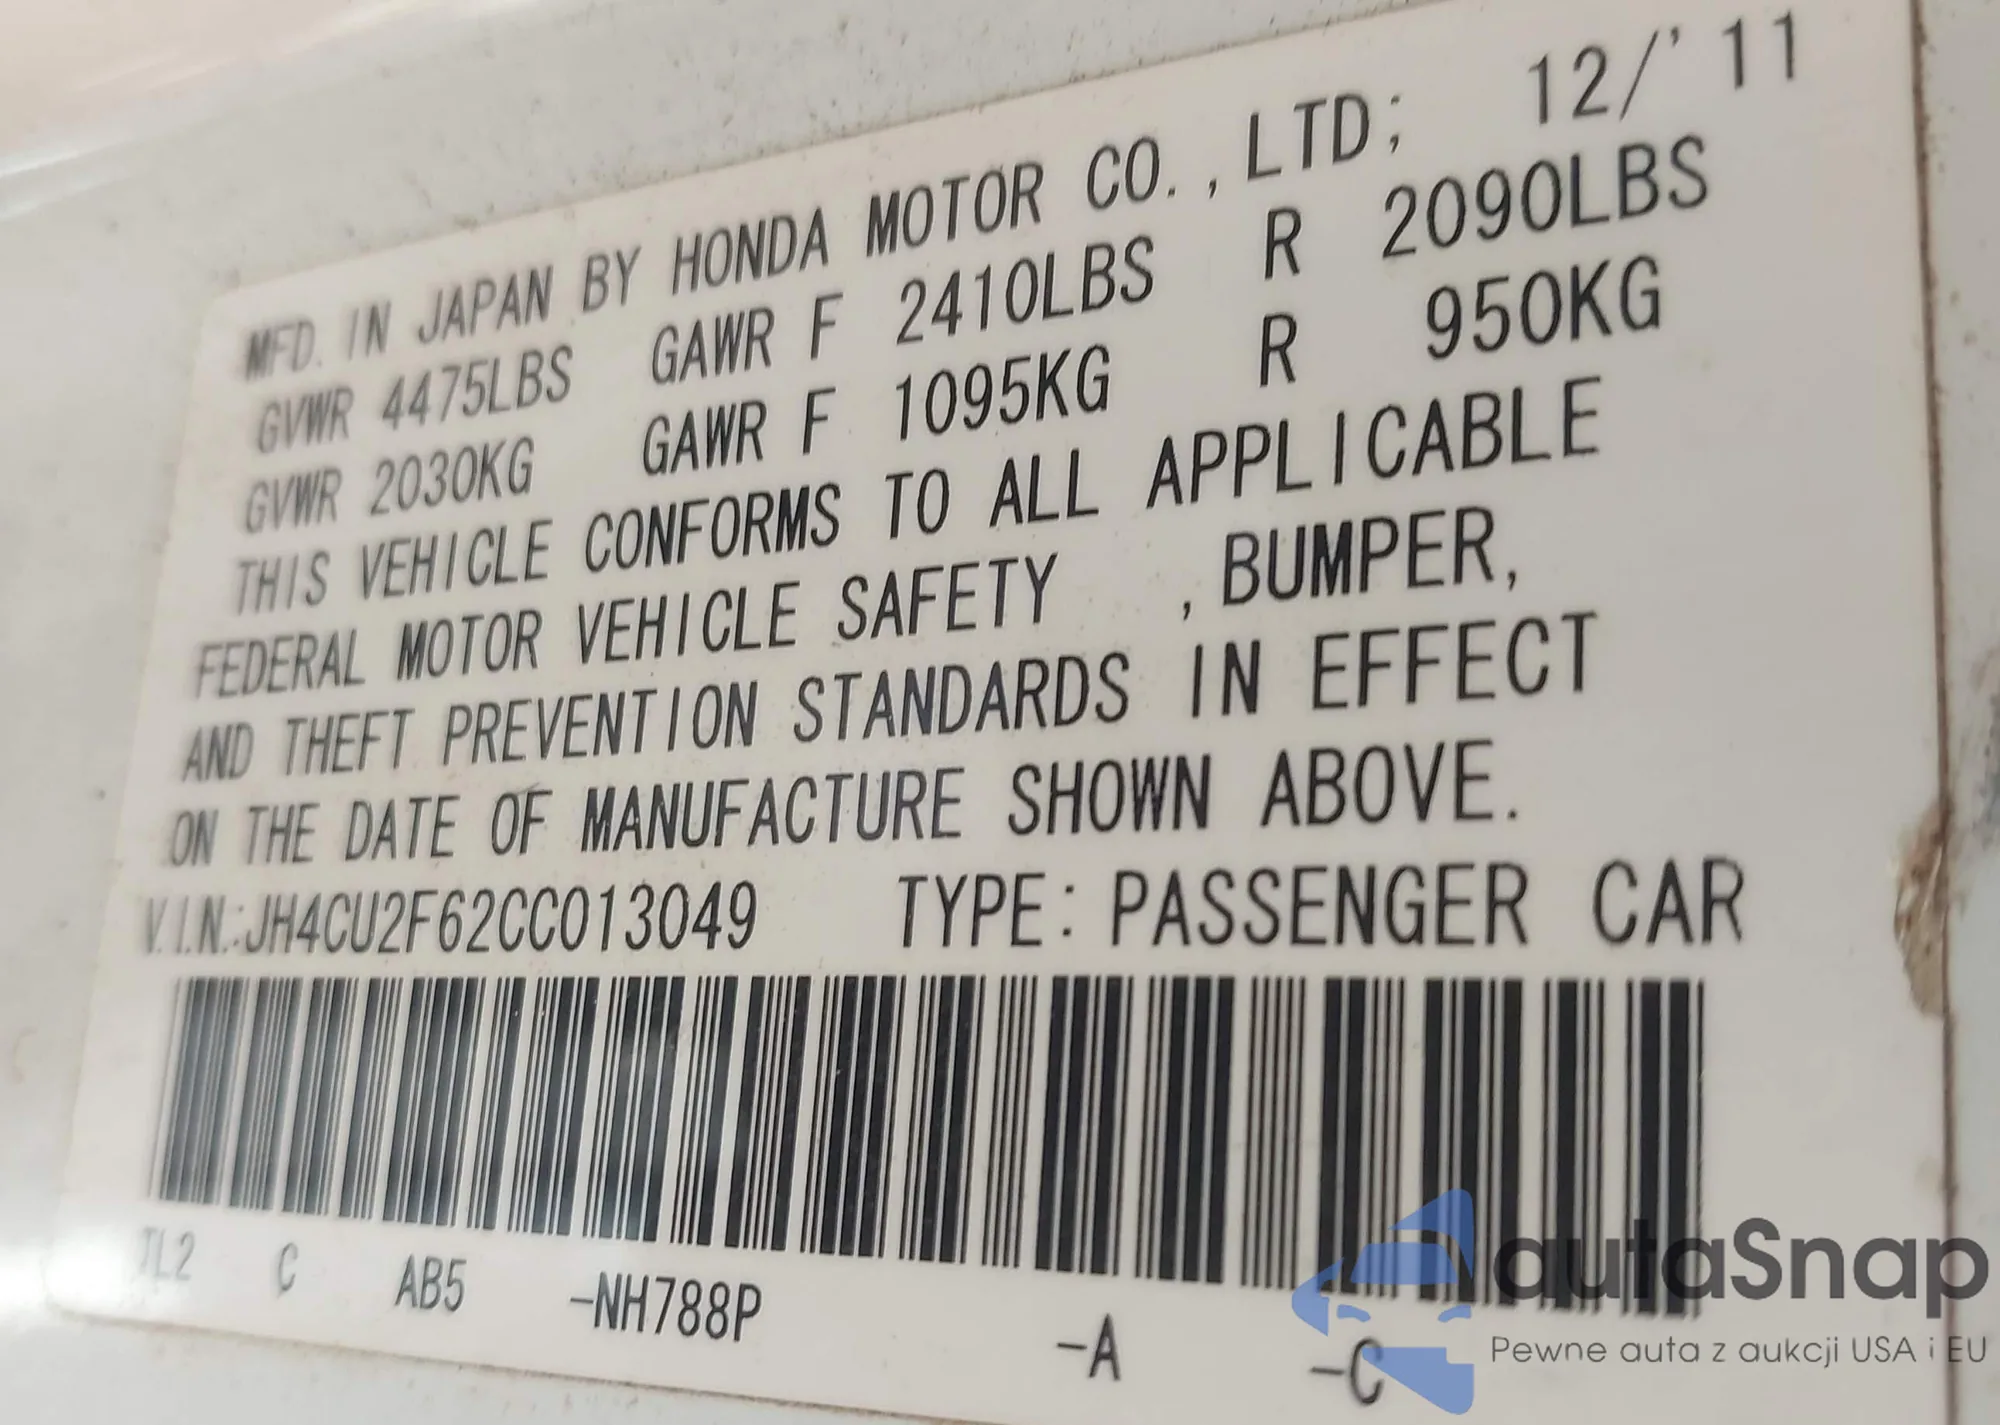 MFD. IN JAPAN BY HONDA MOTOR CO., LTD; 12/'11
GVWR 4475LBS GAWR F 2410LBS R 2090LBS
GVWR 2030KG GAWR F 1095KG R 950KG
THIS VEHICLE CONFORMS TO ALL APPLICABLE
FEDERAL MOTOR VEHICLE SAFETY , BUMPER,
AND THEFT PREVENTION STANDARDS IN EFFECT
ON THE DATE OF MANUFACTURE SHOWN ABOVE.
V.I.N.:JH4CU2F62CC013049 TYPE: PASSENGER CAR
TL2 C AB5 -NH788P -A -C
autaSnap
Pewne auta z aukcji USA i EU